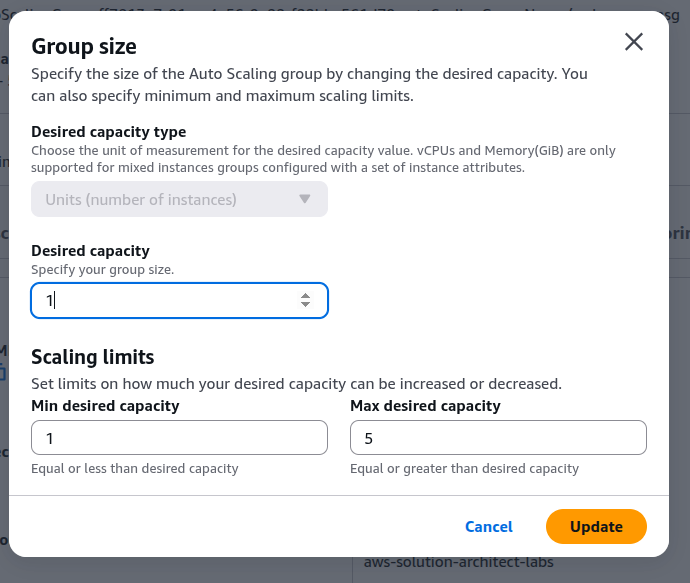 Group size
Specify the size of the Auto Scaling group by changing the desired capacity. You
can also specify minimum and maximum scaling limits.
Desired capacity type
Choose the unit of measurement for the desired capacity value. vCPUs and Memory(GiB) are only
supported for mixed instances groups configured with a set of instance attributes.
Units (number of instances)
Desired capacity
Specify your group size.
1
Scaling limits
Set limits on how much your desired capacity can be increased or decreased.
Min desired capacity Max desired capacity
1 5
Equal or less than desired capacity Equal or greater than desired capacity
Cancel Update
aws-solution-architect-labs